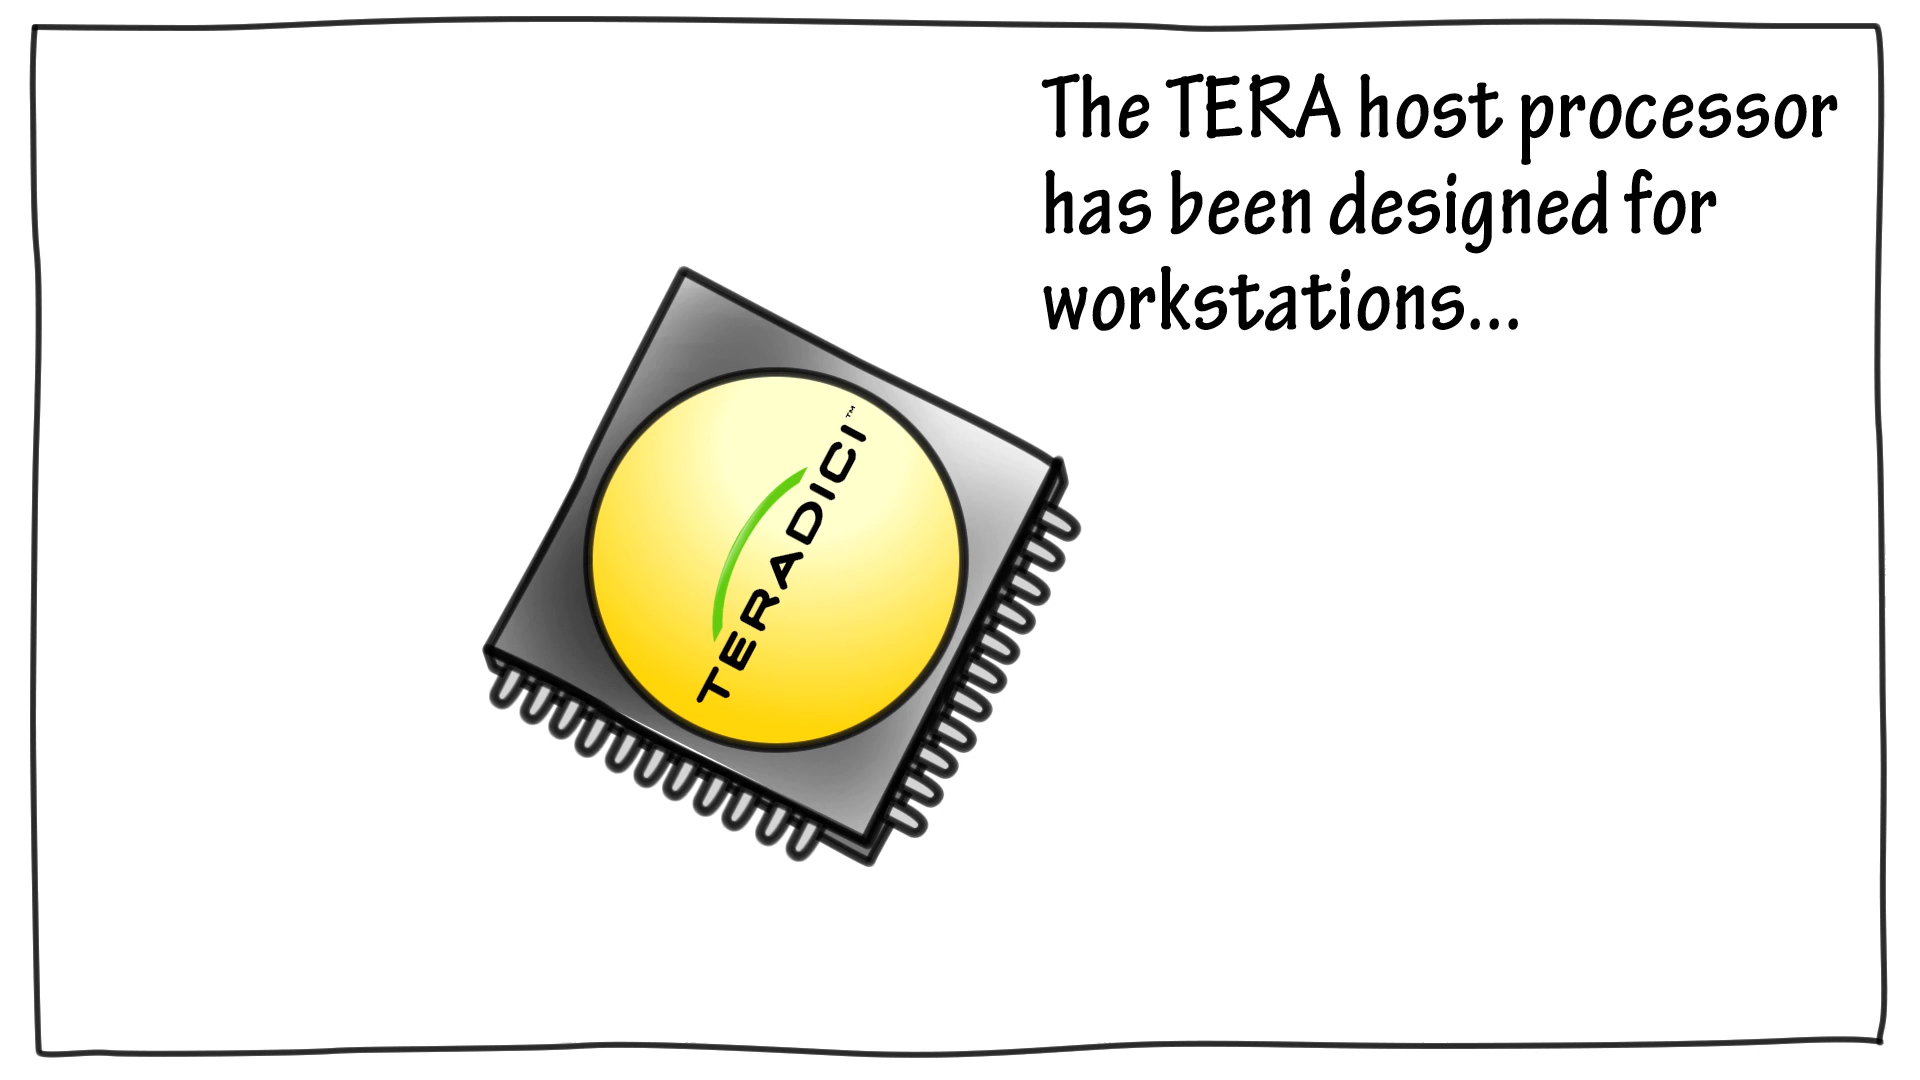 The TERA host processor
has been designed for
workstations...
TERADICI™